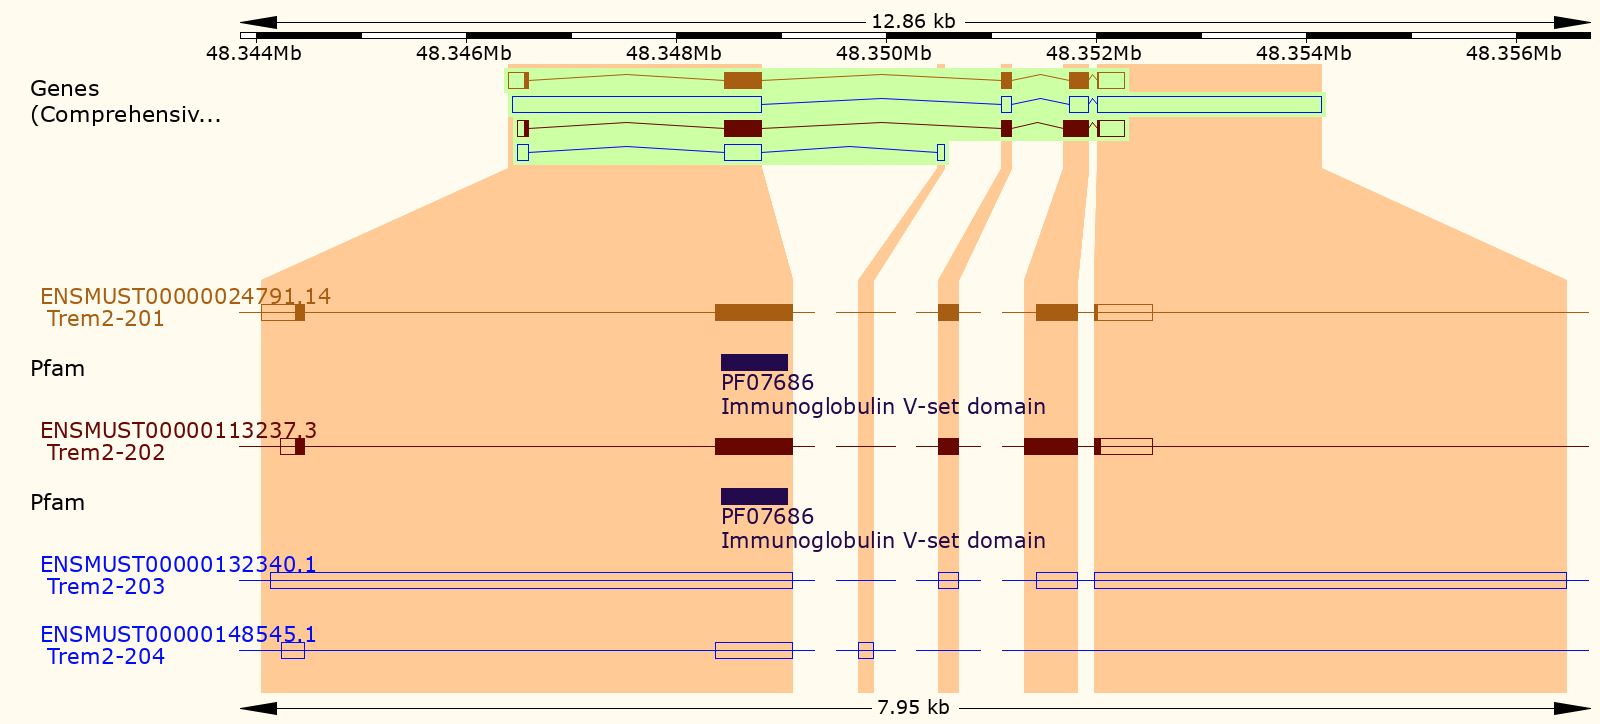 12.86 kb
48.344Mb 48.346Mb 48.348Mb 48.350Mb 48.352Mb 48.354Mb 48.356Mb
Genes
(Comprehensiv...
ENSMUST00000024791.14
Trem2-201
Pfam
PF07686
Immunoglobulin V-set domain
ENSMUST00000113237.3
Trem2-202
Pfam
PF07686
Immunoglobulin V-set domain
ENSMUST00000132340.1
Trem2-203
ENSMUST00000148545.1
Trem2-204
7.95 kb